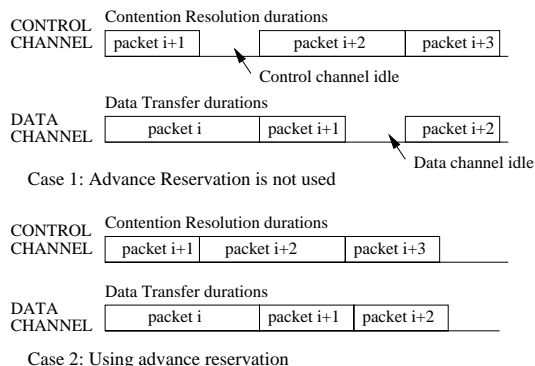 CONTROL
CHANNEL
Contention Resolution durations
packet i+1
packet i+2
packet i+3
Control channel idle
DATA
CHANNEL
Data Transfer durations
packet i
packet i+1
packet i+2
Data channel idle
Case 1: Advance Reservation is not used
CONTROL
CHANNEL
Contention Resolution durations
packet i+1
packet i+2
packet i+3
DATA
CHANNEL
Data Transfer durations
packet i
packet i+1
packet i+2
Case 2: Using advance reservation